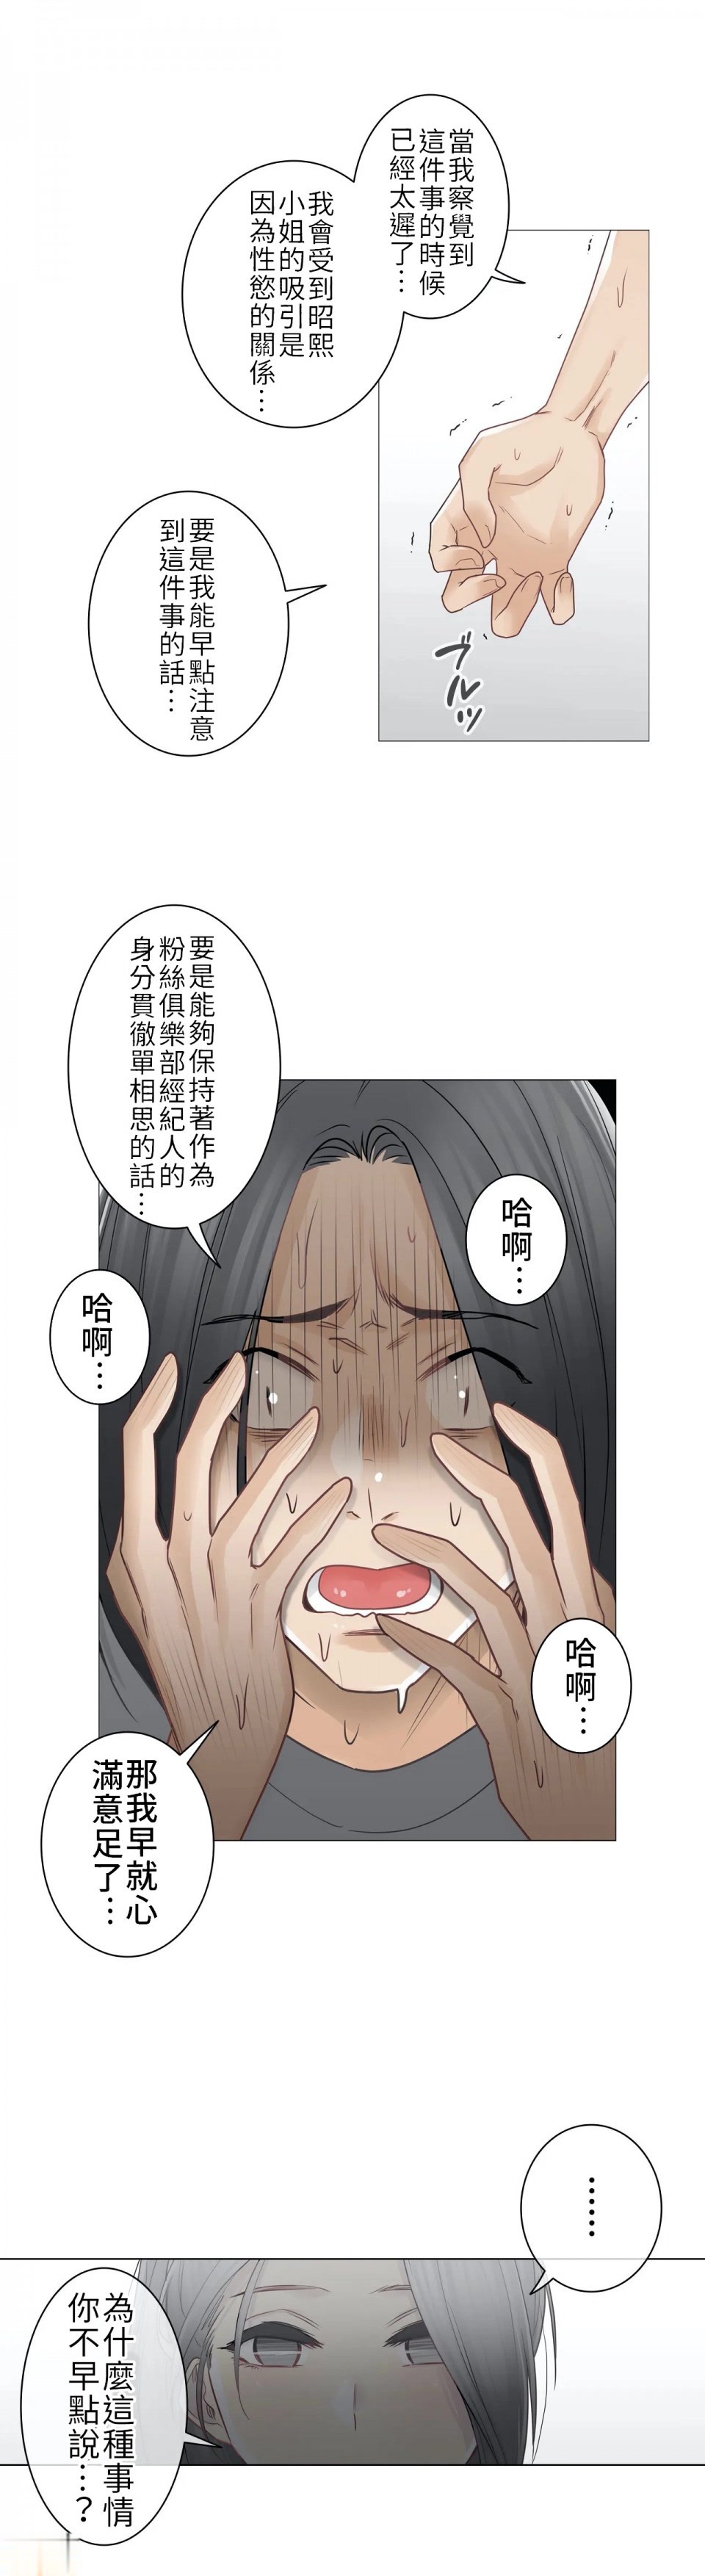 當我察覺到
這件事的時候
已經太遲了…
我會受到昭熙
小姐的吸引是
因為性慾的關係…
要是我能早點注意
到這件事的話…
ブルッ
要是能夠保持著作為
粉絲俱樂部經紀人的
身分貫徹單相思的話…
哈啊…
哈啊…
哈啊…
那我早就心
滿意足了…
……
為什麼這種事情
你不早點說…？